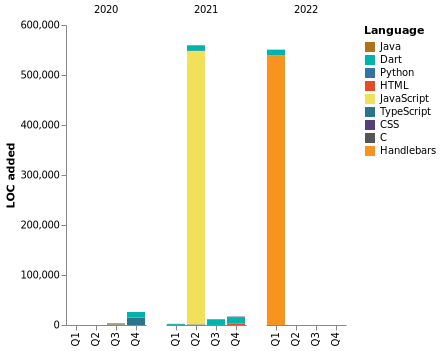 2020 2021 2022
LOC added
600,000
500,000
400,000
300,000
200,000
100,000
0
Q1 Q2 Q3 Q4 Q1 Q2 Q3 Q4 Q1 Q2 Q3 Q4
Language
Java
Dart
Python
HTML
JavaScript
TypeScript
CSS
C
Handlebars